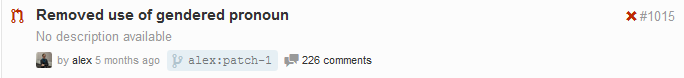 Removed use of gendered pronoun #1015
No description available
by alex 5 months ago alex:patch-1 226 comments